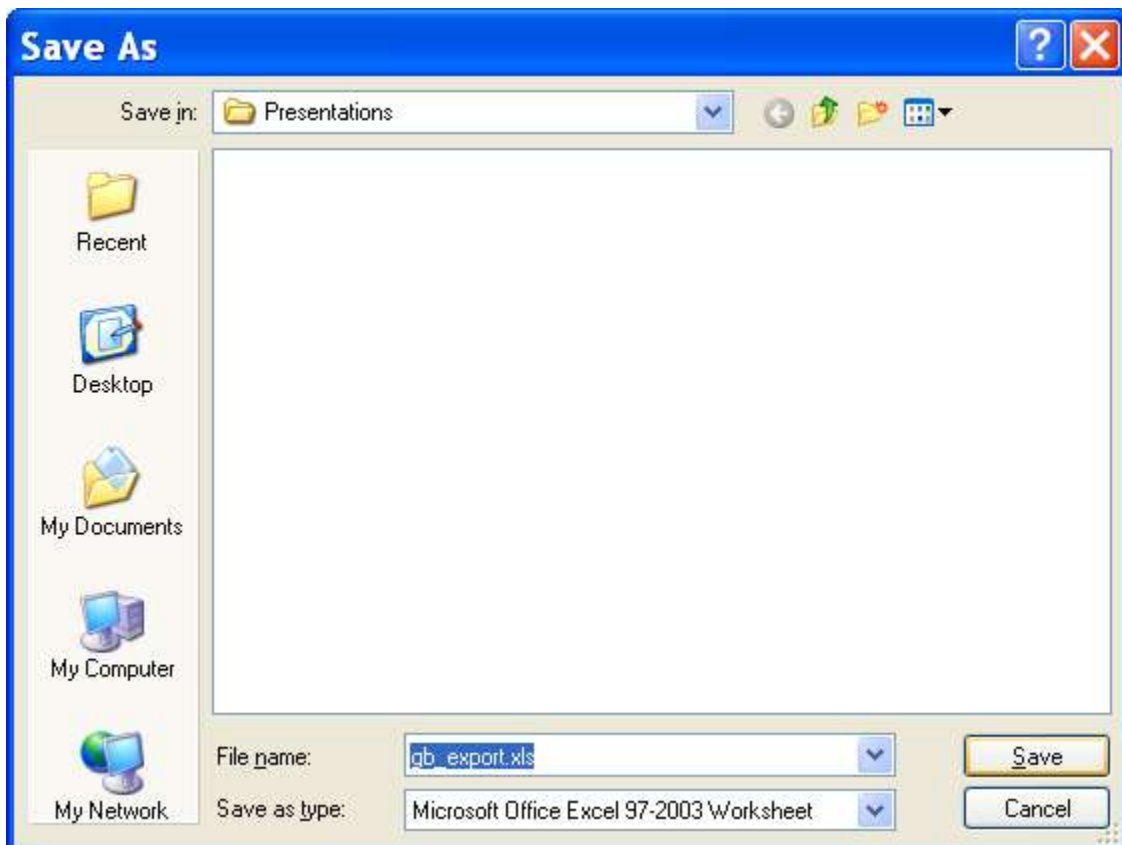 Save As
Save in:
Presentations
Recent
Desktop
My Documents
My Computer
My Network
File name:
gb_export.xls
Save
Save as type:
Microsoft Office Excel 97-2003 Worksheet
Cancel